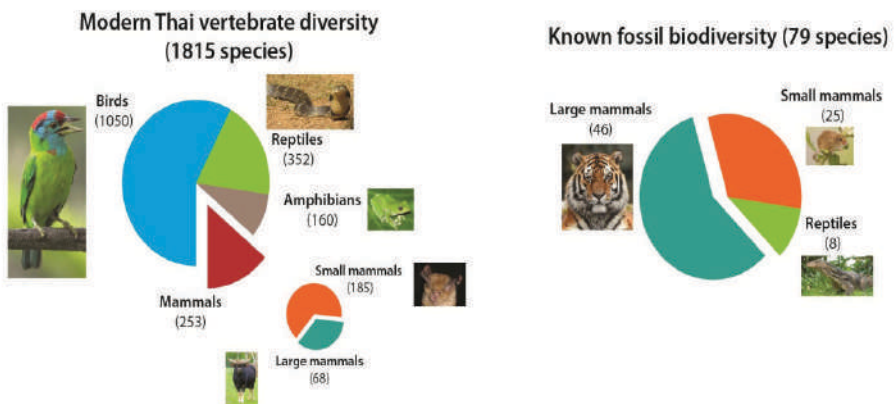 Modern Thai vertebrate diversity
(1815 species)
Birds
(1050)
Reptiles
(352)
Amphibians
(160)
Mammals
(253)
Small mammals
(185)
Large mammals
(68)
Known fossil biodiversity (79 species)
Large mammals
(46)
Small mammals
(25)
Reptiles
(8)